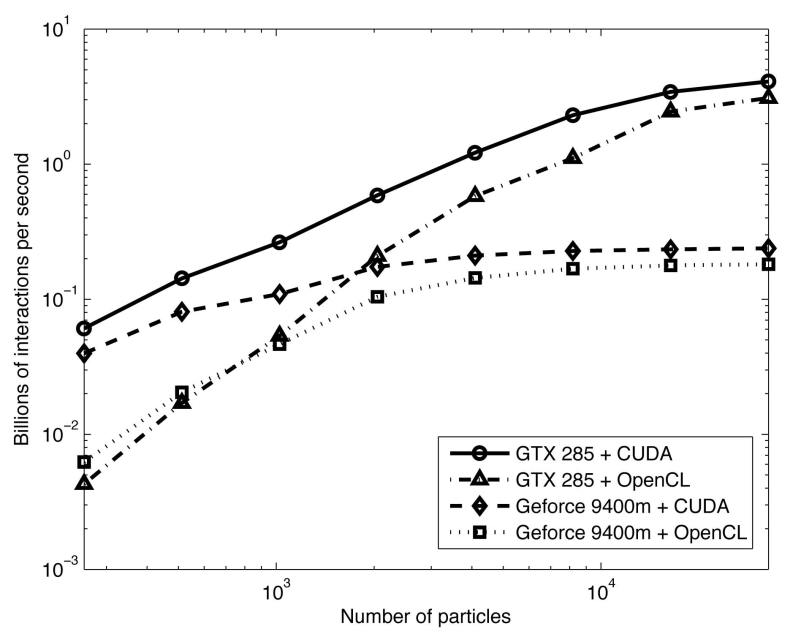 10^1
10^0
10^-1
10^-2
10^-3
Billions of interactions per second
GTX 285 + CUDA
GTX 285 + OpenCL
Geforce 9400m + CUDA
Geforce 9400m + OpenCL
10^3
10^4
Number of particles